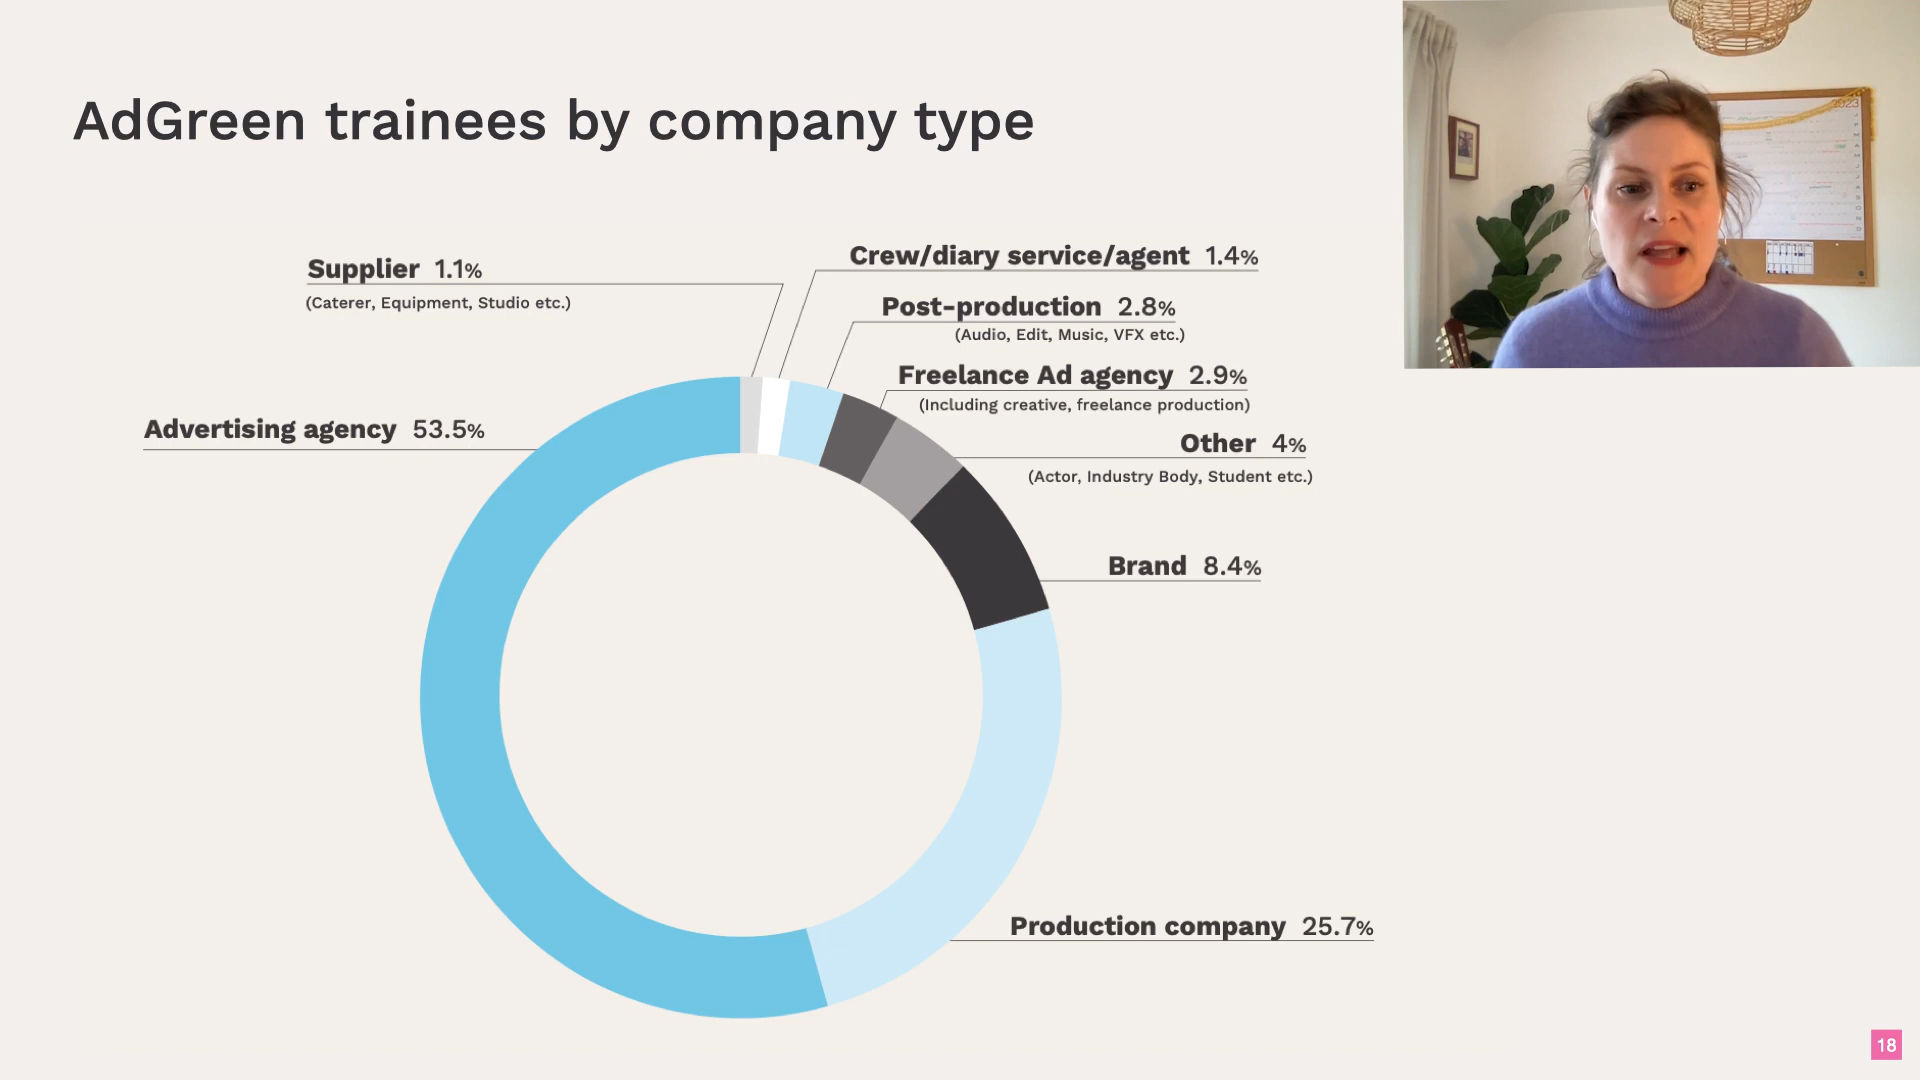 AdGreen trainees by company type
Supplier 1.1%
(Caterer, Equipment, Studio etc.)
Crew/diary service/agent 1.4%
Post-production 2.8%
(Audio, Edit, Music, VFX etc.)
Freelance Ad agency 2.9%
(Including creative, freelance production)
Advertising agency 53.5%
Other 4%
(Actor, Industry Body, Student etc.)
Brand 8.4%
Production company 25.7%
18
2023